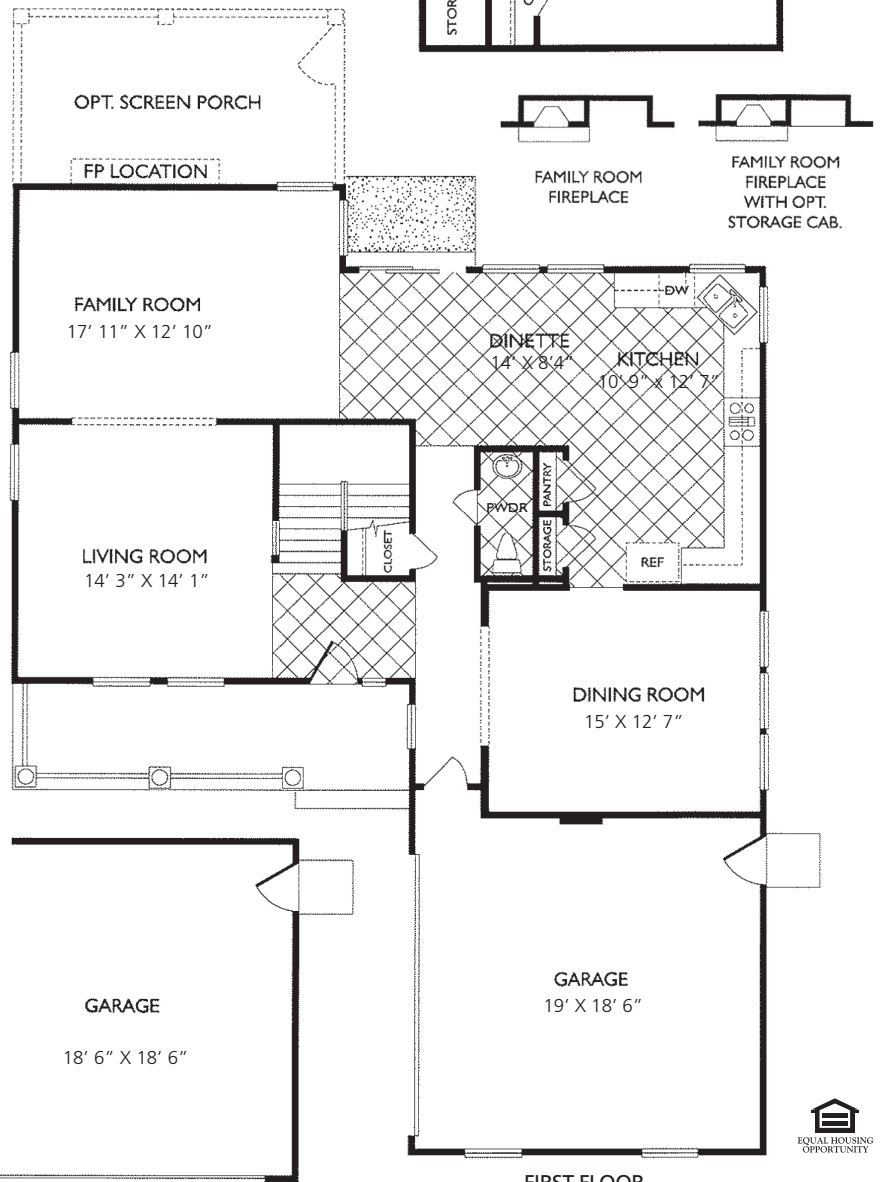 STOR
OPT. SCREEN PORCH
FP LOCATION
FAMILY ROOM
FIREPLACE
FAMILY ROOM
FIREPLACE
WITH OPT.
STORAGE CAB.
FAMILY ROOM
17' 11" X 12' 10"
DINETTE
14' X 8'4"
DW
KITCHEN
10' 9" x 12' 7"
PWDR
PANTRY
STORAGE
CLOSET
REF
LIVING ROOM
14' 3" X 14' 1"
DINING ROOM
15' X 12' 7"
GARAGE
19' X 18' 6"
GARAGE
18' 6" X 18' 6"
EQUAL HOUSING
OPPORTUNITY
FIRST FLOOR